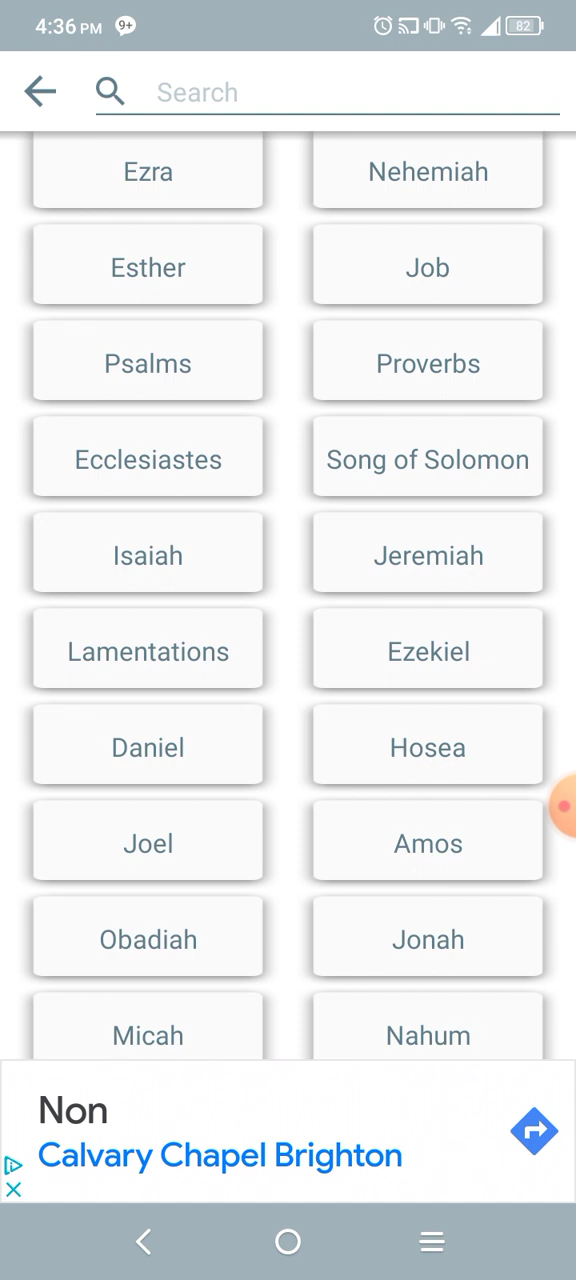 4:36 PM 9+ 82
Search
Ezra Nehemiah
Esther Job
Psalms Proverbs
Ecclesiastes Song of Solomon
Isaiah Jeremiah
Lamentations Ezekiel
Daniel Hosea
Joel Amos
Obadiah Jonah
Micah Nahum
Non
Calvary Chapel Brighton